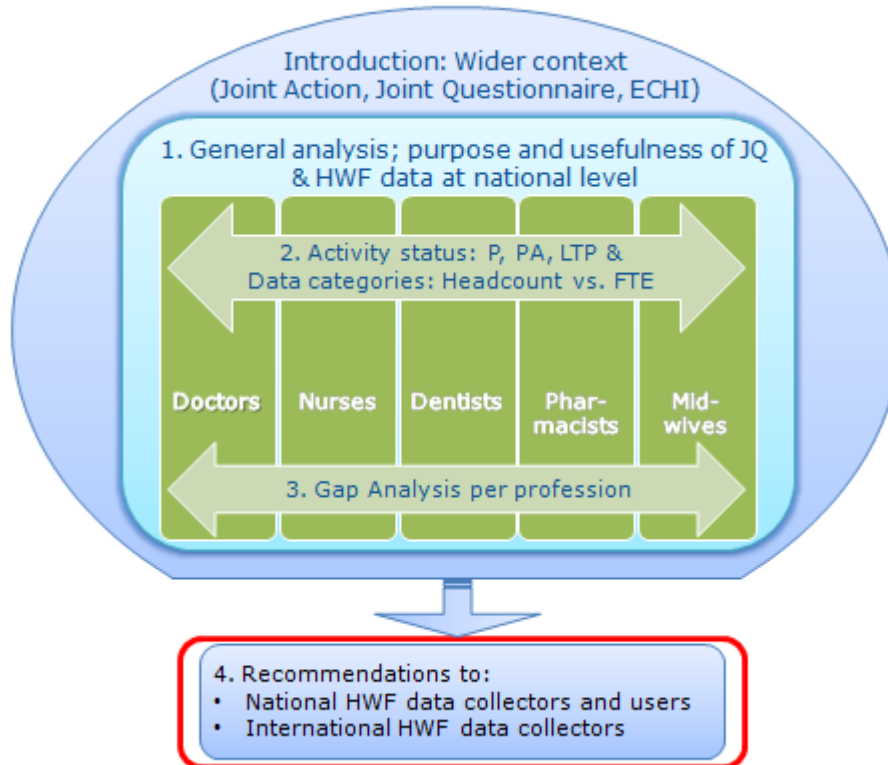 Introduction: Wider context
(Joint Action, Joint Questionnaire, ECHI)
1. General analysis; purpose and usefulness of JQ
& HWF data at national level
2. Activity status: P, PA, LTP &
Data categories: Headcount vs. FTE
Doctors
Nurses
Dentists
Phar-
macists
Mid-
wives
3. Gap Analysis per profession
4. Recommendations to:
• National HWF data collectors and users
• International HWF data collectors